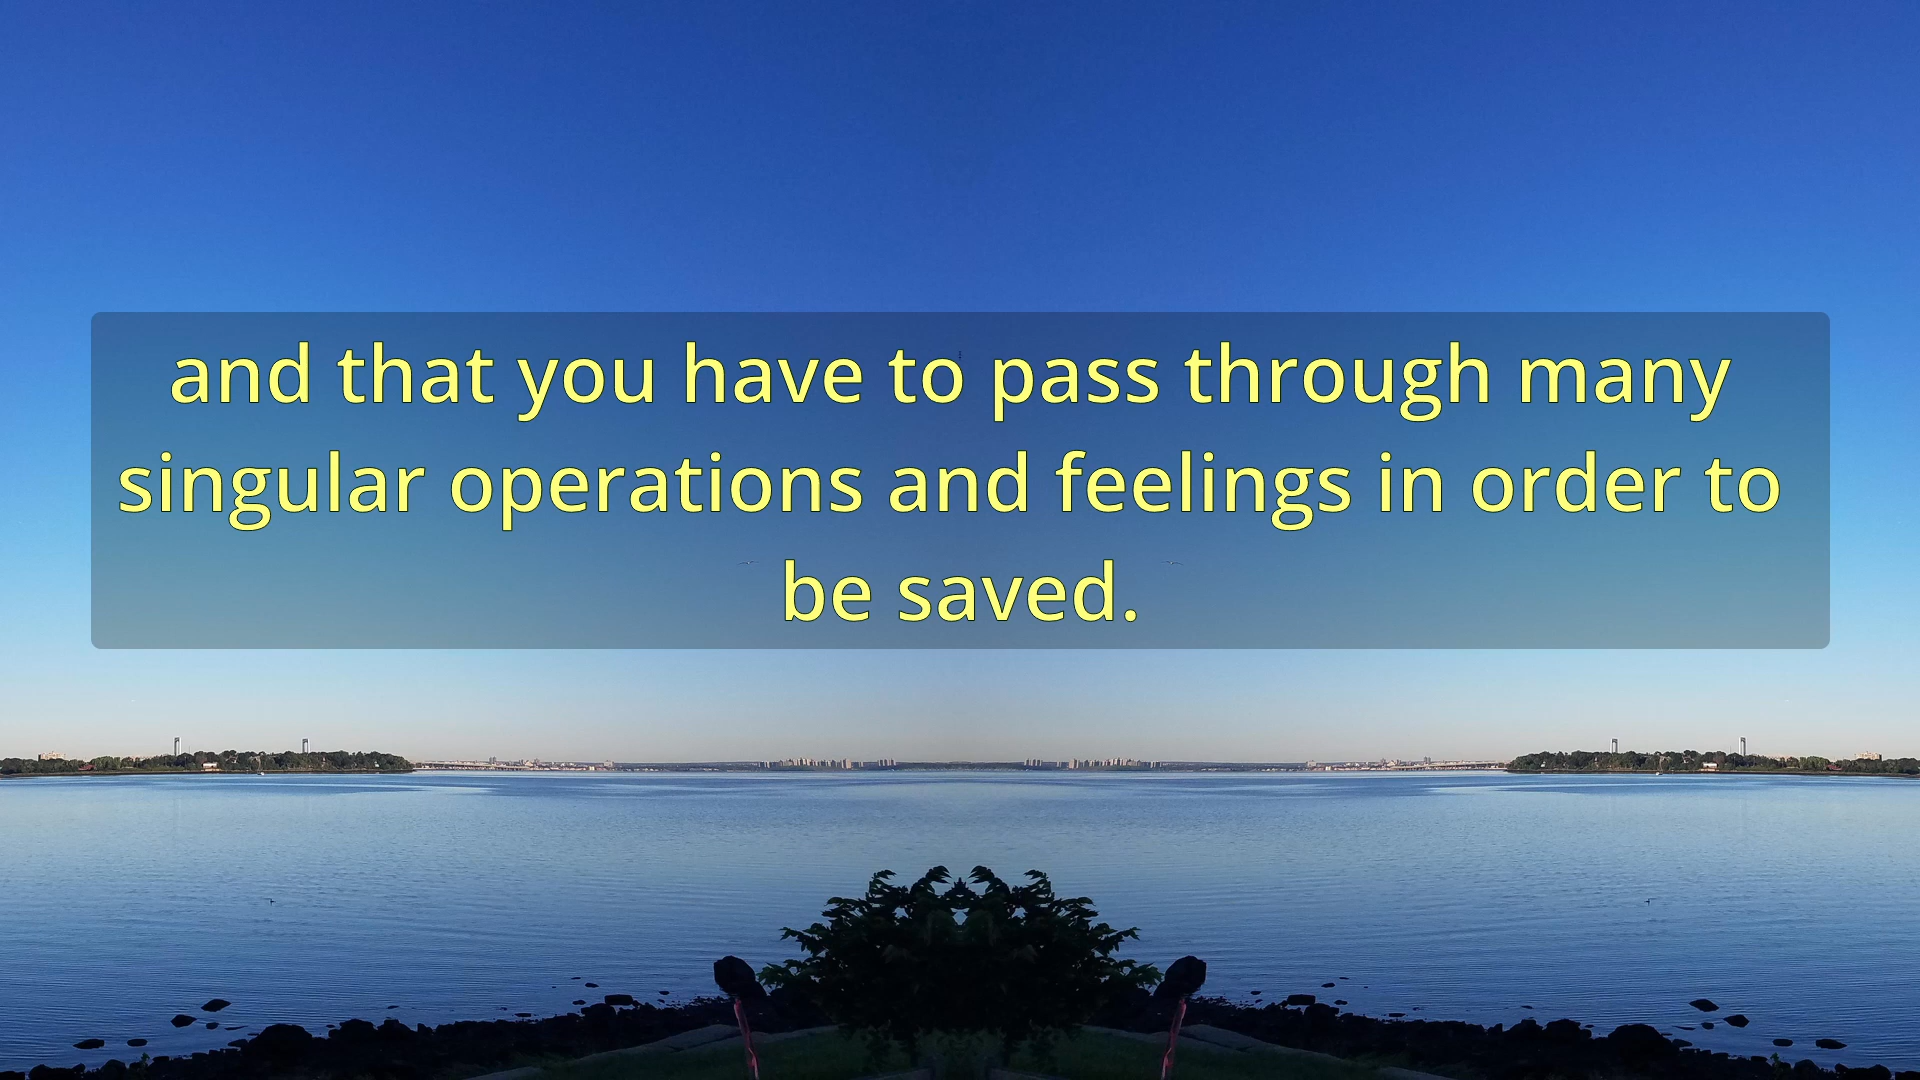 and that you have to pass through many
singular operations and feelings in order to
be saved.